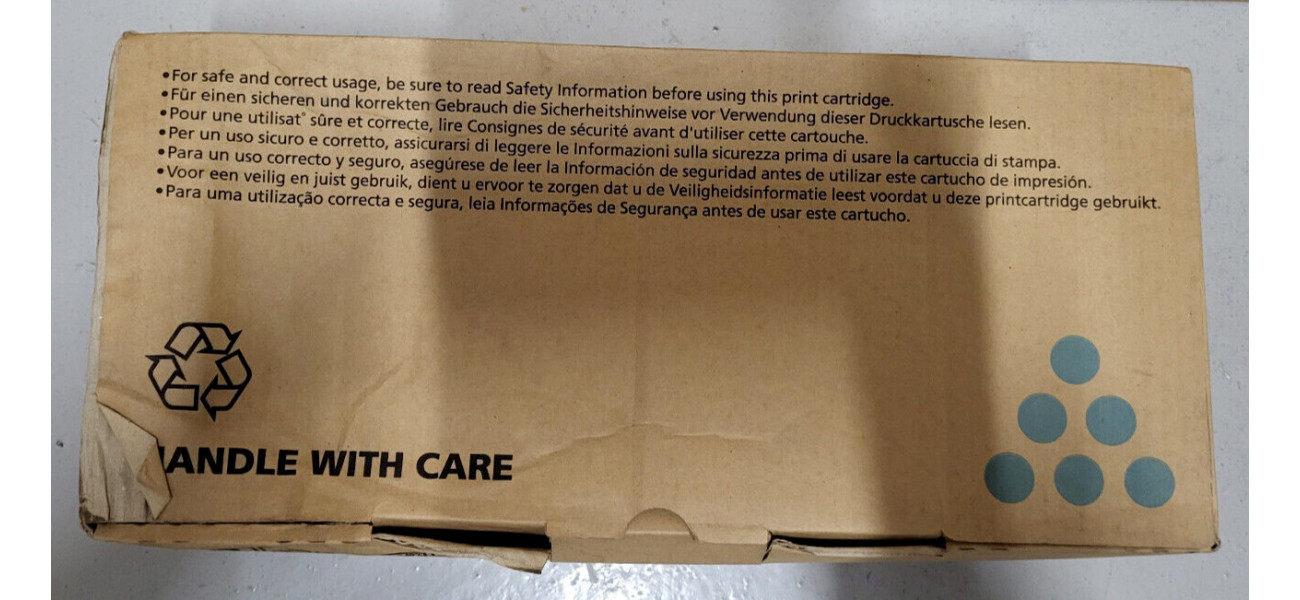 •For safe and correct usage, be sure to read Safety Information before using this print cartridge.
•Für einen sicheren und korrekten Gebrauch die Sicherheitshinweise vor Verwendung dieser Druckkartusche lesen.
•Pour une utilisat° sûre et correcte, lire Consignes de sécurité avant d'utiliser cette cartouche.
•Per un uso sicuro e corretto, assicurarsi di leggere le Informazioni sulla sicurezza prima di usare la cartuccia di stampa.
•Para un uso correcto y seguro, asegúrese de leer la Información de seguridad antes de utilizar este cartucho de impresión.
•Voor een veilig en juist gebruik, dient u ervoor te zorgen dat u de Veiligheidsinformatie leest voordat u deze printcartridge gebruikt.
•Para uma utilização correcta e segura, leia Informações de Segurança antes de usar este cartucho.
HANDLE WITH CARE